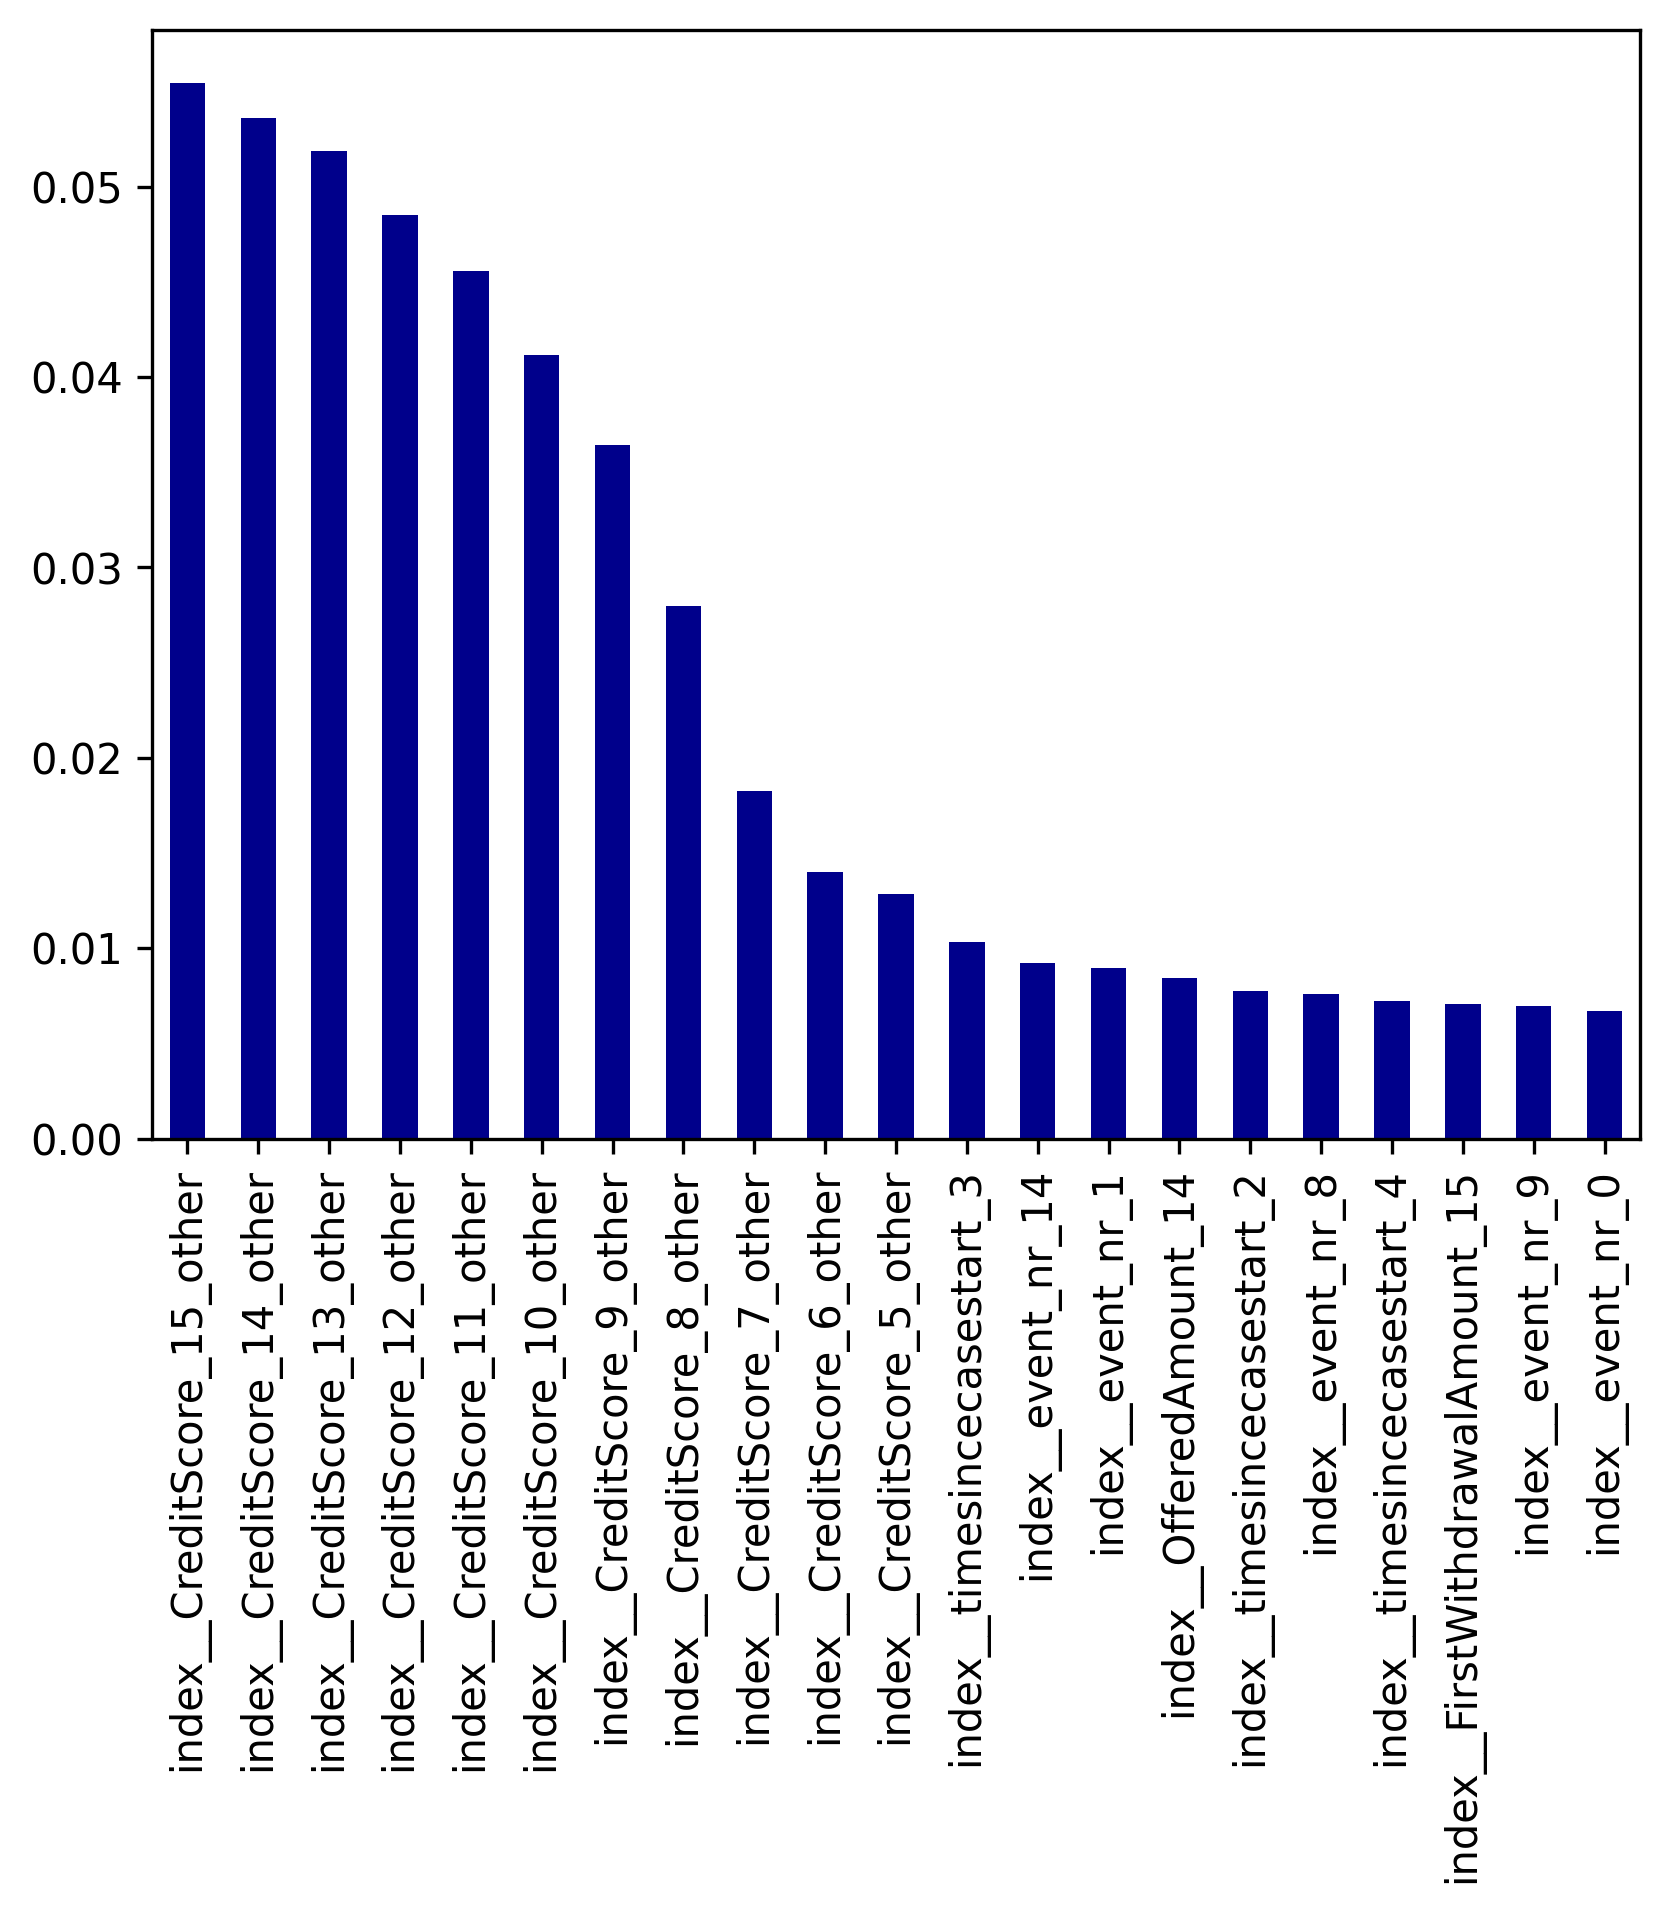 0.05
0.04
0.03
0.02
0.01
0.00
index__CreditScore_15_other
index__CreditScore_14_other
index__CreditScore_13_other
index__CreditScore_12_other
index__CreditScore_11_other
index__CreditScore_10_other
index__CreditScore_9_other
index__CreditScore_8_other
index__CreditScore_7_other
index__CreditScore_6_other
index__CreditScore_5_other
index__timesincecasestart_3
index__event_nr_14
index__event_nr_1
index__OfferedAmount_14
index__timesincecasestart_2
index__event_nr_8
index__timesincecasestart_4
index__FirstWithdrawalAmount_15
index__event_nr_9
index__event_nr_0